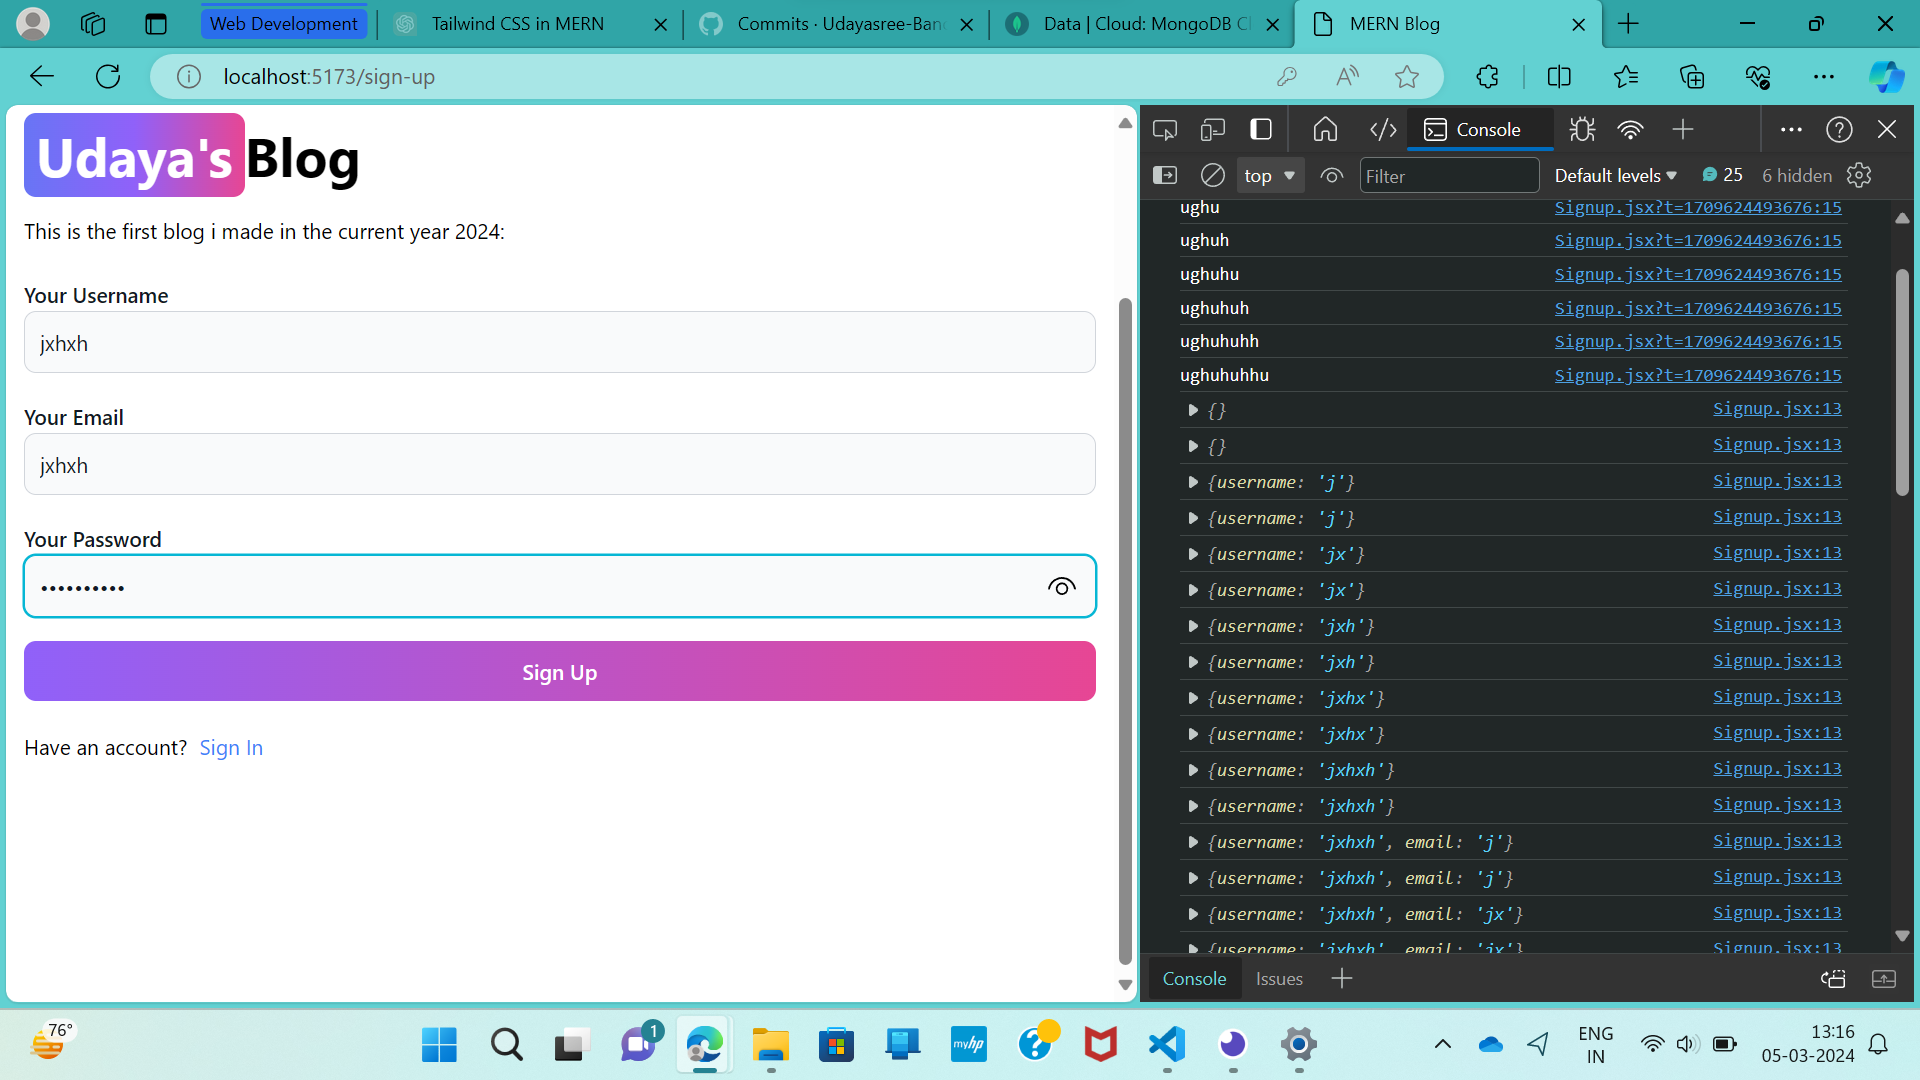 Web Development
Tailwind CSS in MERN
Commits · Udayasree-Ban
Data | Cloud: MongoDB Cl
MERN Blog
localhost:5173/sign-up
Udaya's Blog
This is the first blog i made in the current year 2024:
Your Username
jxhxh
Your Email
jxhxh
Your Password
••••••••••
Sign Up
Have an account? Sign In
Console
top
Filter
Default levels
25
6 hidden
ughu Signup.jsx?t=1709624493676:15
ughuh Signup.jsx?t=1709624493676:15
ughuhu Signup.jsx?t=1709624493676:15
ughuhuh Signup.jsx?t=1709624493676:15
ughuhuhh Signup.jsx?t=1709624493676:15
ughuhuhhu Signup.jsx?t=1709624493676:15
{} Signup.jsx:13
{} Signup.jsx:13
{username: 'j'} Signup.jsx:13
{username: 'j'} Signup.jsx:13
{username: 'jx'} Signup.jsx:13
{username: 'jx'} Signup.jsx:13
{username: 'jxh'} Signup.jsx:13
{username: 'jxh'} Signup.jsx:13
{username: 'jxhx'} Signup.jsx:13
{username: 'jxhx'} Signup.jsx:13
{username: 'jxhxh'} Signup.jsx:13
{username: 'jxhxh'} Signup.jsx:13
{username: 'jxhxh', email: 'j'} Signup.jsx:13
{username: 'jxhxh', email: 'j'} Signup.jsx:13
{username: 'jxhxh', email: 'jx'} Signup.jsx:13
{username: 'jxhxh', email: 'jx'} Signup.jsx:13
Console
Issues
76°
1
myhp
ENG
IN
13:16
05-03-2024